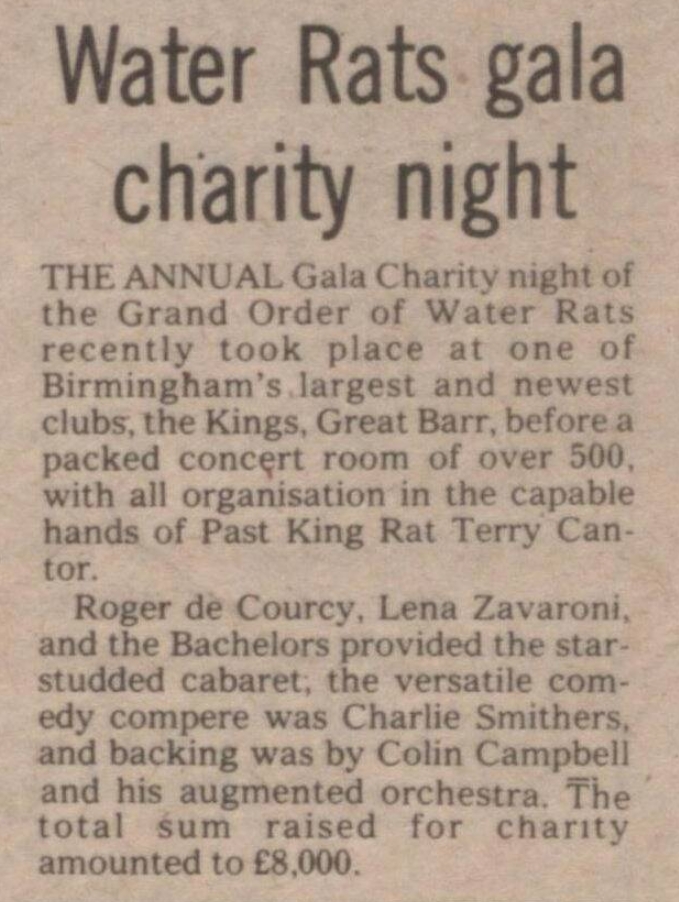 Water Rats gala
charity night
THE ANNUAL Gala Charity night of
the Grand Order of Water Rats
recently took place at one of
Birmingham's largest and newest
clubs, the Kings, Great Barr, before a
packed concert room of over 500,
with all organisation in the capable
hands of Past King Rat Terry Can-
tor.
Roger de Courcy, Lena Zavaroni,
and the Bachelors provided the star-
studded cabaret, the versatile com-
edy compere was Charlie Smithers,
and backing was by Colin Campbell
and his augmented orchestra. The
total sum raised for charity
amounted to £8,000.